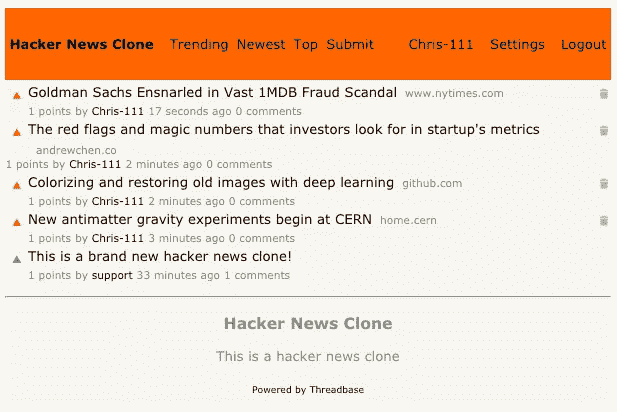 Hacker News Clone Trending Newest Top Submit Chris-111 Settings Logout
Goldman Sachs Ensnarled in Vast 1MDB Fraud Scandal www.nytimes.com
1 points by Chris-111 17 seconds ago 0 comments
The red flags and magic numbers that investors look for in startup's metrics
andrewchen.co
1 points by Chris-111 2 minutes ago 0 comments
Colorizing and restoring old images with deep learning github.com
1 points by Chris-111 2 minutes ago 0 comments
New antimatter gravity experiments begin at CERN home.cern
1 points by Chris-111 3 minutes ago 0 comments
This is a brand new hacker news clone!
1 points by support 33 minutes ago 1 comments
Hacker News Clone
This is a hacker news clone
Powered by Threadbase